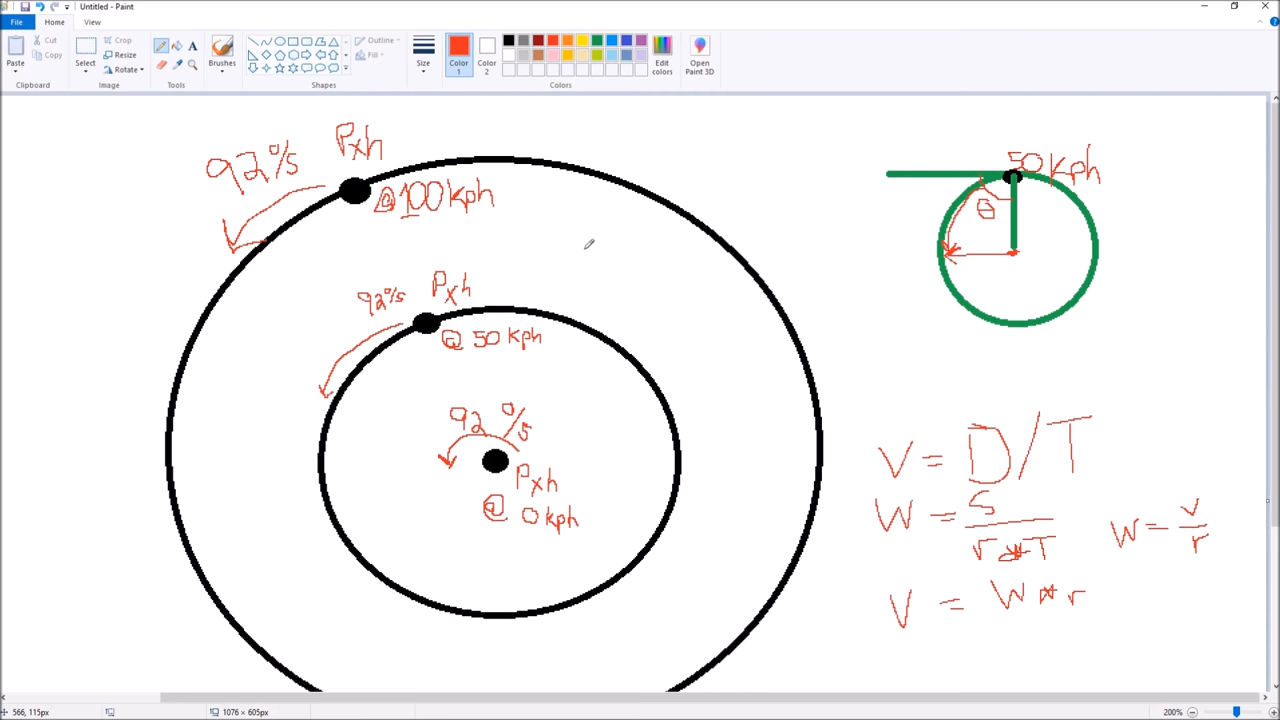 Untitled - Paint
File Home View
Paste
Cut
Copy
Clipboard
Select
Crop
Resize
Rotate
Image
Tools
Brushes
Shapes
Outline
Fill
Size
Color 1
Color 2
Colors
Edit colors
Open Paint 3D
92°/s
Pxh
@100 kph
92°/s
Pxh
@ 50 Kph
92 °/s
Pxh
@ 0kph
50 Kph
θ
V = D/T
W = S / r * T
W = v / r
V = W * r
566, 115px
1076 × 605px
200%